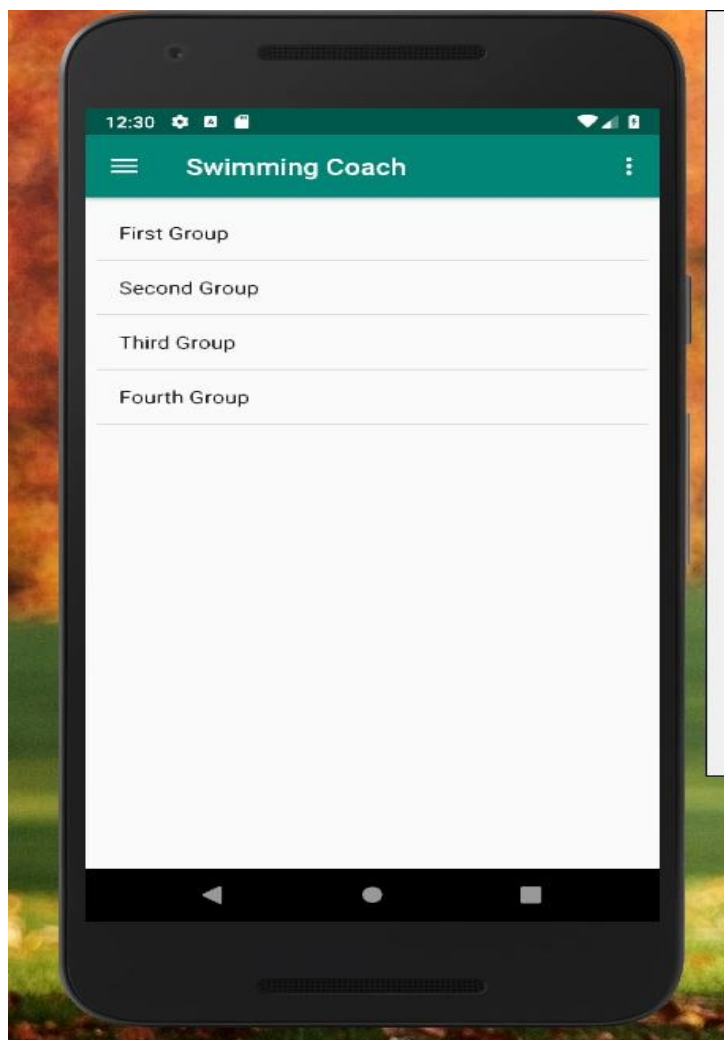 12:30
Swimming Coach
First Group
Second Group
Third Group
Fourth Group